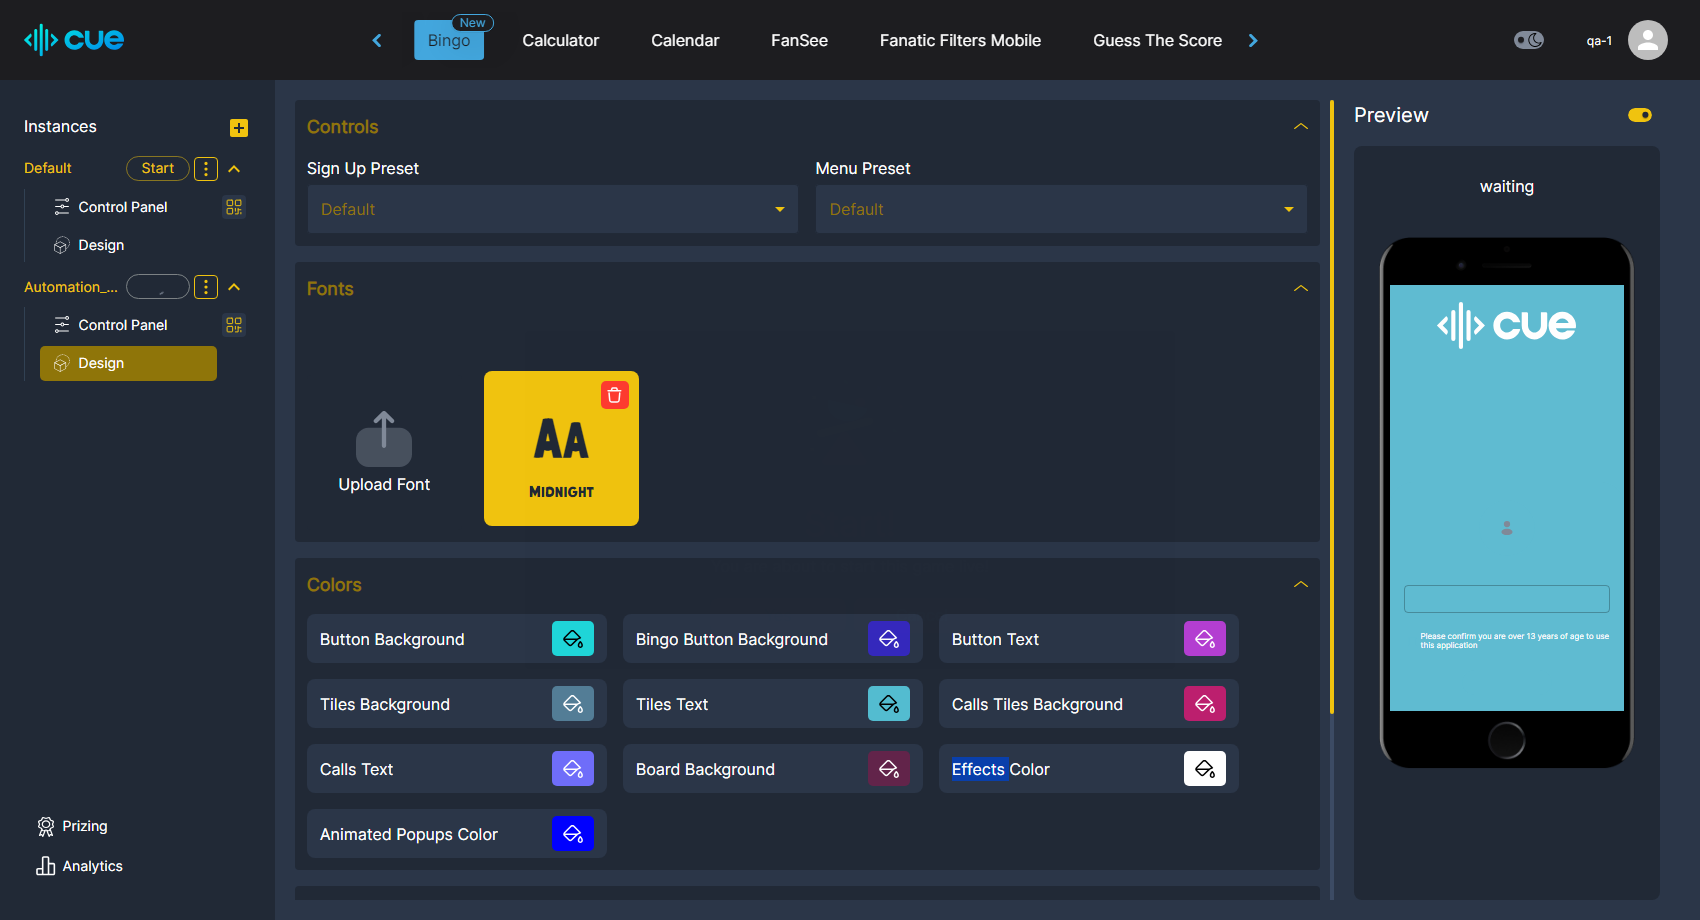 cue
New
Bingo
Calculator
Calendar
FanSee
Fanatic Filters Mobile
Guess The Score
qa-1
Instances
Default
Start
Control Panel
Design
Automation_...
Control Panel
Design
Prizing
Analytics
Controls
Sign Up Preset
Menu Preset
Default
Default
Fonts
Upload Font
AA
MIDNIGHT
Colors
Button Background
Bingo Button Background
Button Text
Tiles Background
Tiles Text
Calls Tiles Background
Calls Text
Board Background
Effects Color
Animated Popups Color
Preview
waiting
cue
Please confirm you are over 13 years of age to use
this application